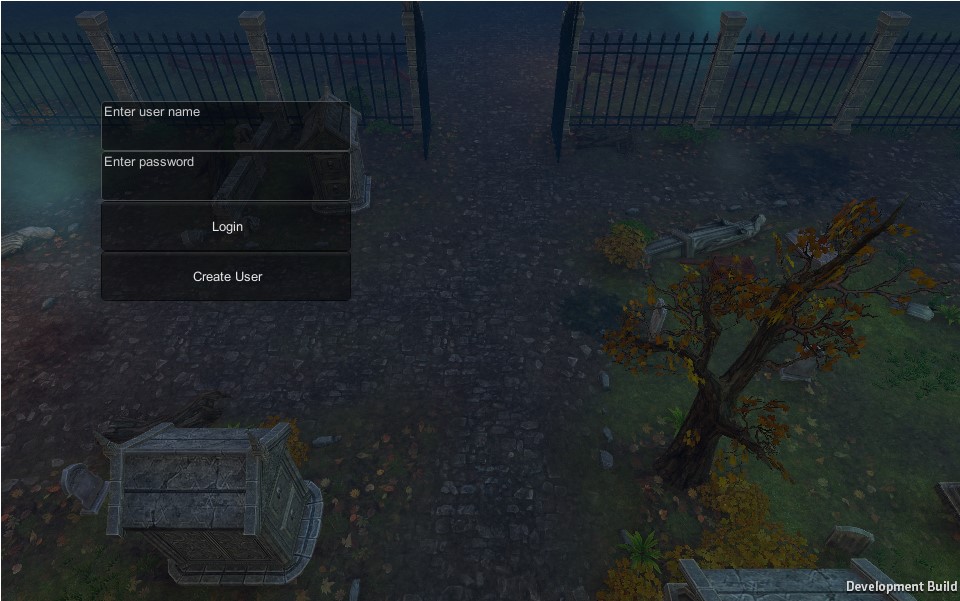 Enter user name
Enter password
Login
Create User
Development Build